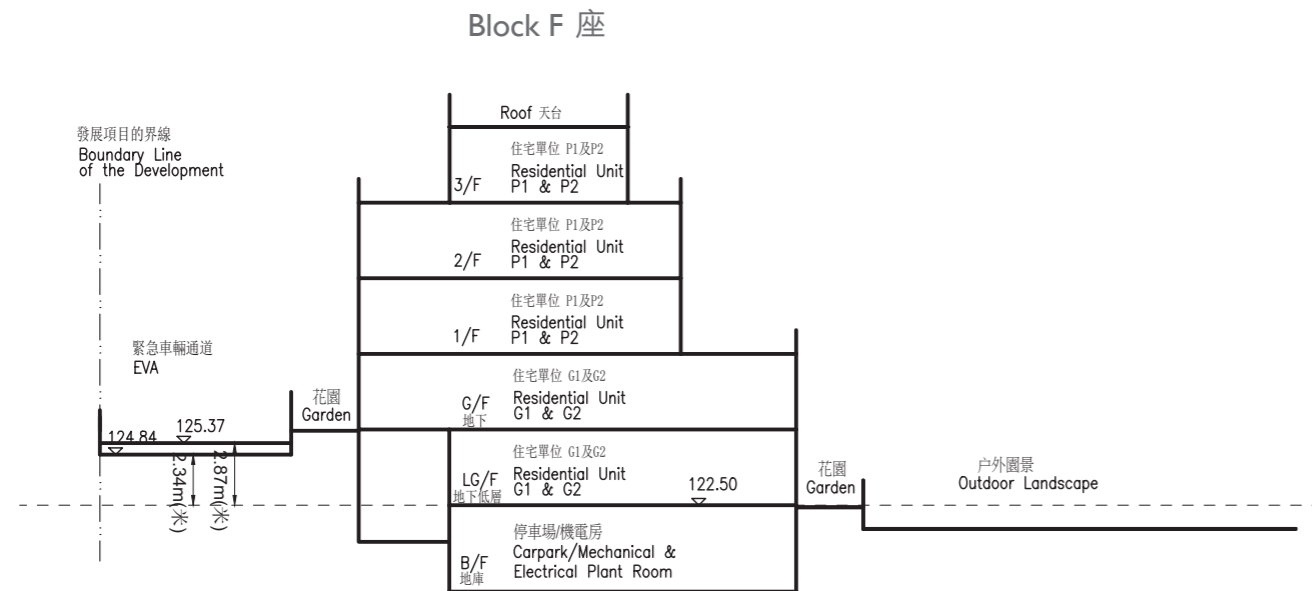 Block F 座
Roof 天台
發展項目的界線
Boundary Line
of the Development
住宅單位 P1及P2
Residential Unit
3/F P1 & P2
住宅單位 P1及P2
Residential Unit
2/F P1 & P2
住宅單位 P1及P2
Residential Unit
1/F P1 & P2
緊急車輛通道
EVA
住宅單位 G1及G2
Residential Unit
G/F G1 & G2
地下
花園
Garden
125.37
124.84
2.34m(米)
2.87m(米)
住宅單位 G1及G2
Residential Unit
LG/F G1 & G2
地下低層
122.50
花園
Garden
户外園景
Outdoor Landscape
停車場/機電房
Carpark/Mechanical &
B/F Electrical Plant Room
地庫